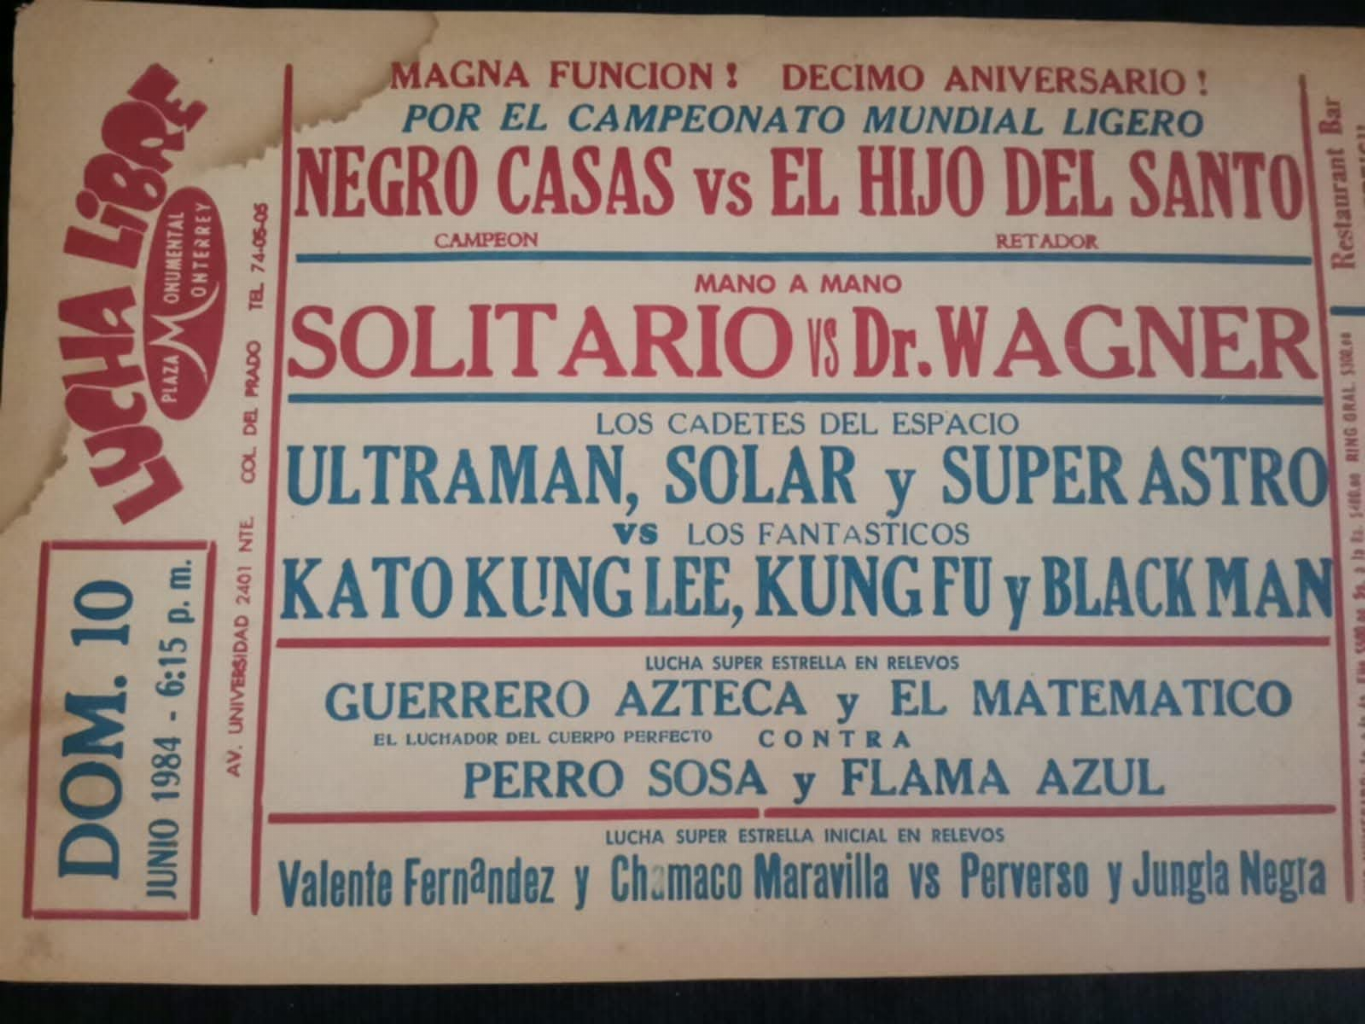 LUCHA LIBRE
PLAZA MONUMENTAL MONTERREY
AV. UNIVERSIDAD 2401 NTE. COL. DEL PRADO TEL 74-05-05
DOM. 10
JUNIO 1984 - 6:15 p. m.
MAGNA FUNCION ! DECIMO ANIVERSARIO !
POR EL CAMPEONATO MUNDIAL LIGERO
NEGRO CASAS vs EL HIJO DEL SANTO
CAMPEON RETADOR
MANO A MANO
SOLITARIO VS Dr. WAGNER
LOS CADETES DEL ESPACIO
ULTRAMAN, SOLAR y SUPER ASTRO
VS LOS FANTASTICOS
KATO KUNG LEE, KUNG FU y BLACK MAN
LUCHA SUPER ESTRELLA EN RELEVOS
GUERRERO AZTECA y EL MATEMATICO
EL LUCHADOR DEL CUERPO PERFECTO CONTRA
PERRO SOSA y FLAMA AZUL
LUCHA SUPER ESTRELLA INICIAL EN RELEVOS
Valente Fernandez y Chamaco Maravilla vs Perverso y Jungla Negra
Restaurant Bar
RING GRAL. $300.00